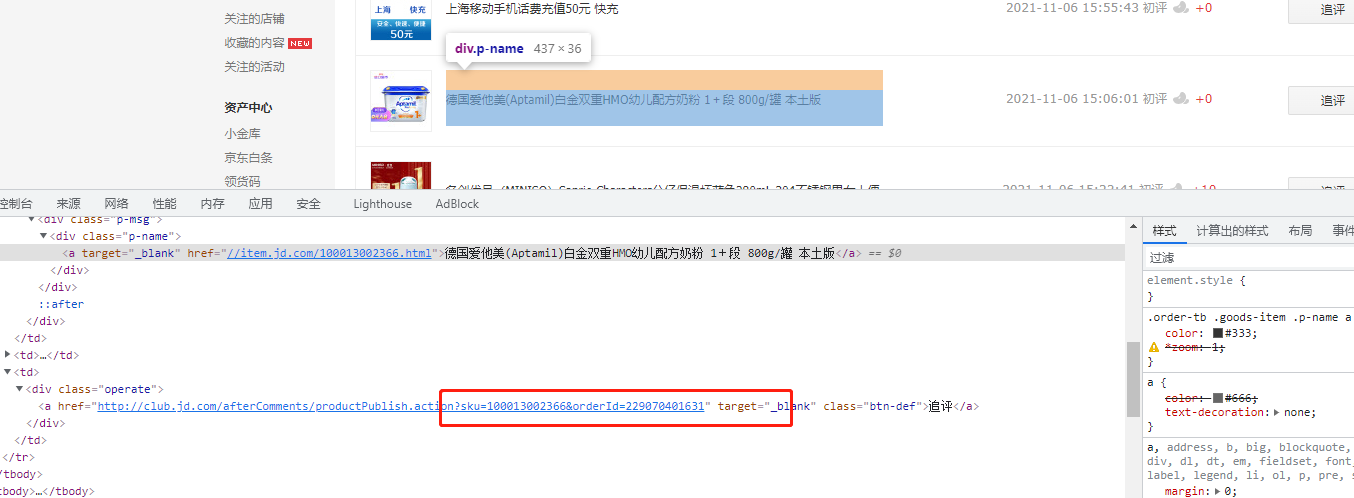 关注的店铺
收藏的内容 NEW
关注的活动
资产中心
小金库
京东白条
领货码
上海 快充
安全、快捷、便捷
50元
上海移动手机话费充值50元 快充
2021-11-06 15:55:43 初评 +0
追评
div.p-name 437 × 36
Aptamil
1+
德国爱他美(Aptamil)白金双重HMO幼儿配方奶粉 1＋段 800g/罐 本土版
2021-11-06 15:06:01 初评 +0
追评
控制台 来源 网络 性能 内存 应用 安全 Lighthouse AdBlock
<div class="p-msg">
<div class="p-name">
<a target="_blank" href="//item.jd.com/100013002366.html">德国爱他美(Aptamil)白金双重HMO幼儿配方奶粉 1＋段 800g/罐 本土版</a> == $0
</div>
</div>
::after
</div>
</td>
<td>…</td>
<td>
<div class="operate">
<a href="http://club.jd.com/afterComments/productPublish.action?sku=100013002366&orderId=229070401631" target="_blank" class="btn-def">追评</a>
</div>
</td>
</tr>
/tbody>
tbody>…</tbody>
样式 计算出的样式 布局 事件
过滤
element.style {
}
.order-tb .goods-item .p-name a
color: #333;
*zoom: 1;
}
a {
color: #666;
text-decoration: none;
}
a, address, b, big, blockquote,
div, dl, dt, em, fieldset, font,
label, legend, li, ol, p, pre, s
margin: 0;